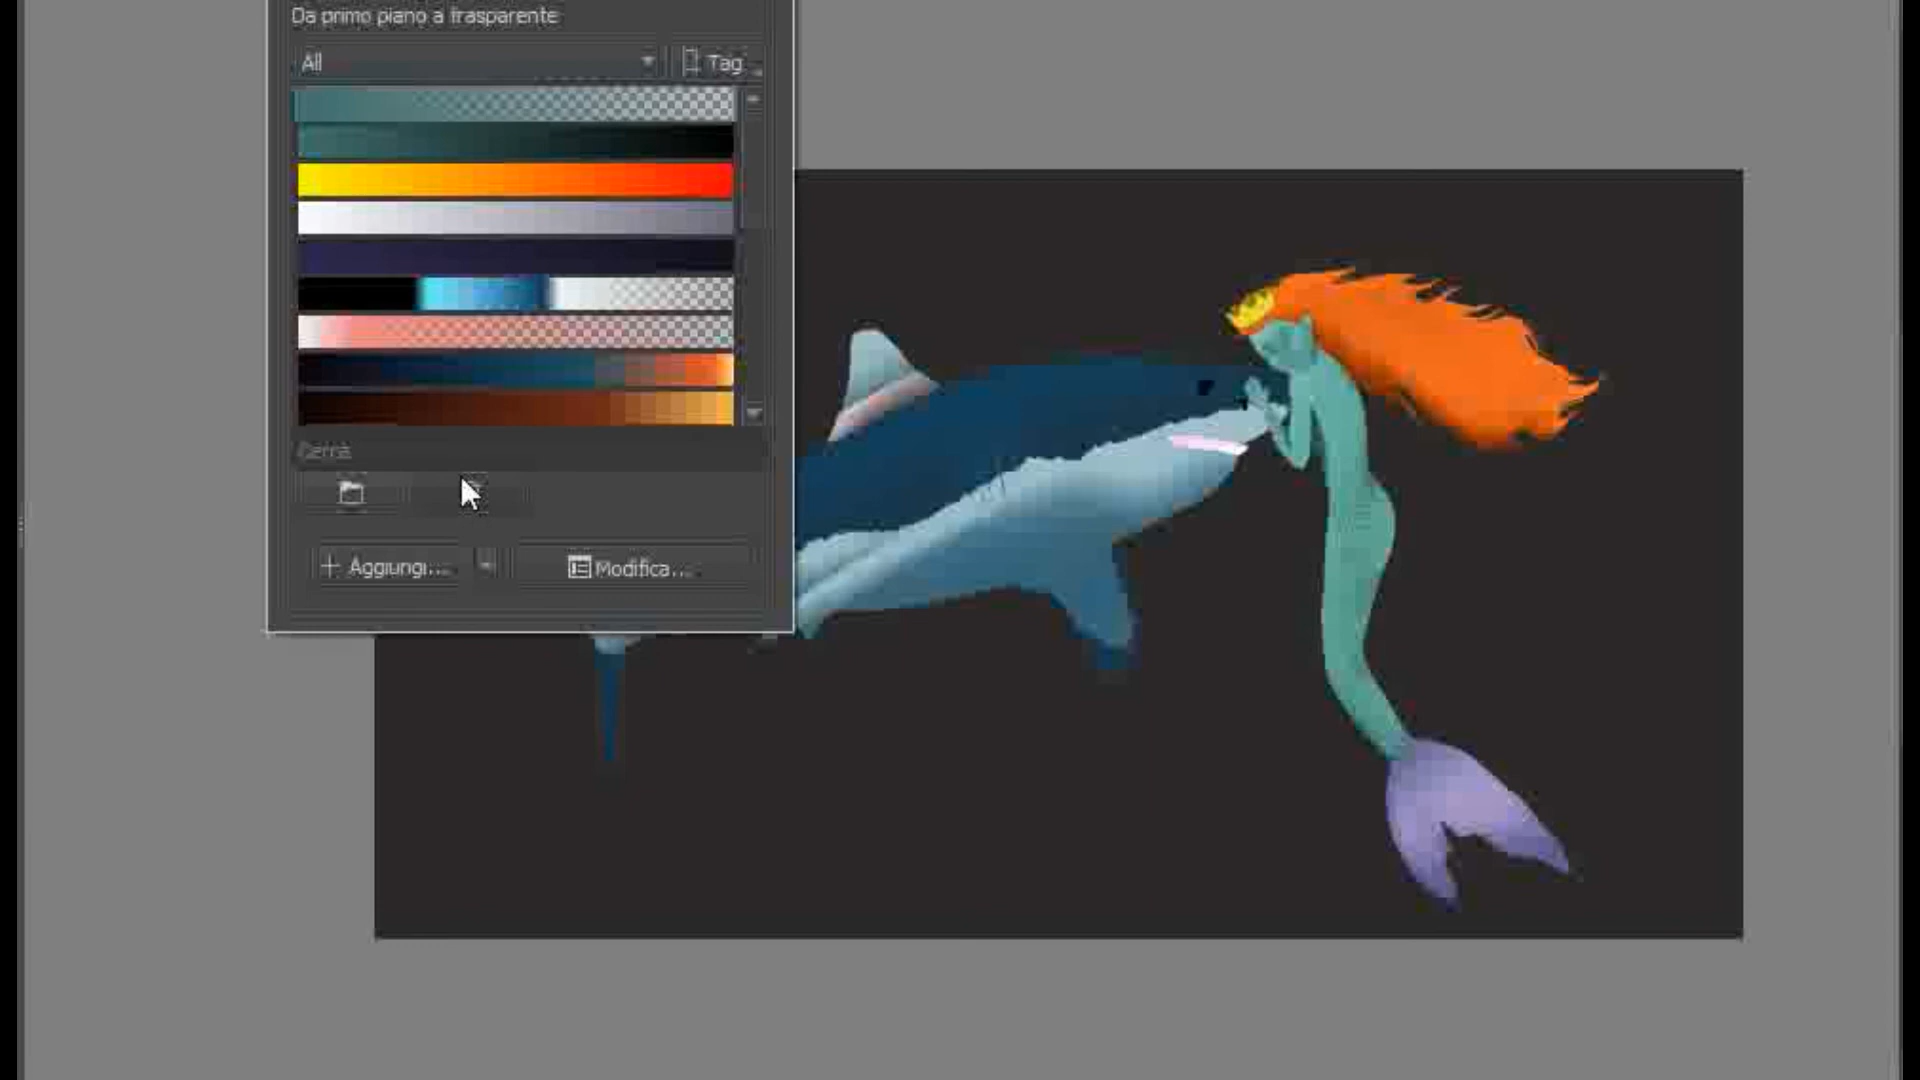 Da primo piano a trasparente
All
Tag
Cerca
Aggiungi...
Modifica...